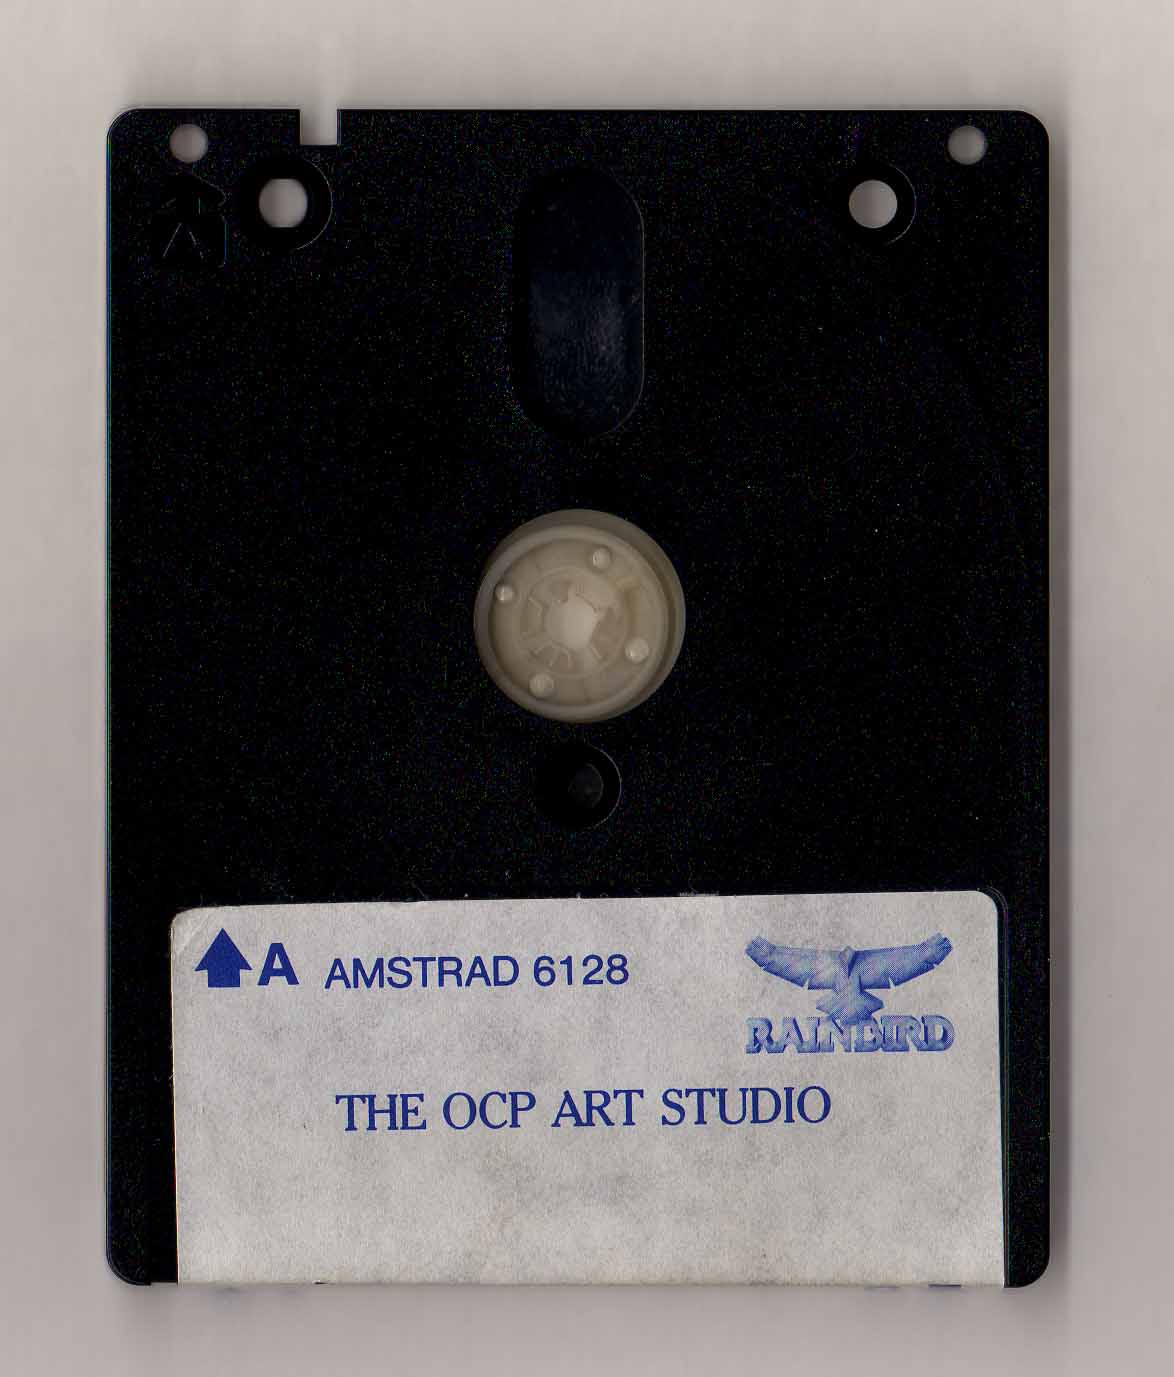 A AMSTRAD 6128
RAINBIRD
THE OCP ART STUDIO